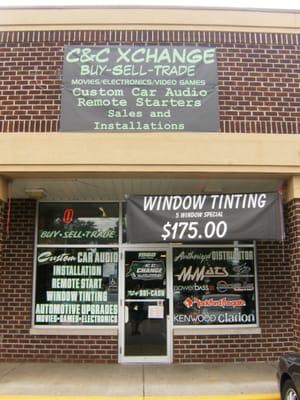 C&C XCHANGE
BUY-SELL-TRADE
MOVIES/ELECTRONICS/VIDEO GAMES
Custom Car Audio
Remote Starters
Sales and
Installations
WINDOW TINTING
5 WINDOW SPECIAL
$175.00
BUY•SELL•TRADE
Custom CAR AUDIO
INSTALLATION
REMOTE START
WINDOW TINTING
AUTOMOTIVE UPGRADES
MOVIES-GAMES-ELECTRONICS
CHANGE
Authorized DISTRIBUTOR
MMATS
POWERBASS
Rockford Fosgate
KENWOOD Clarion